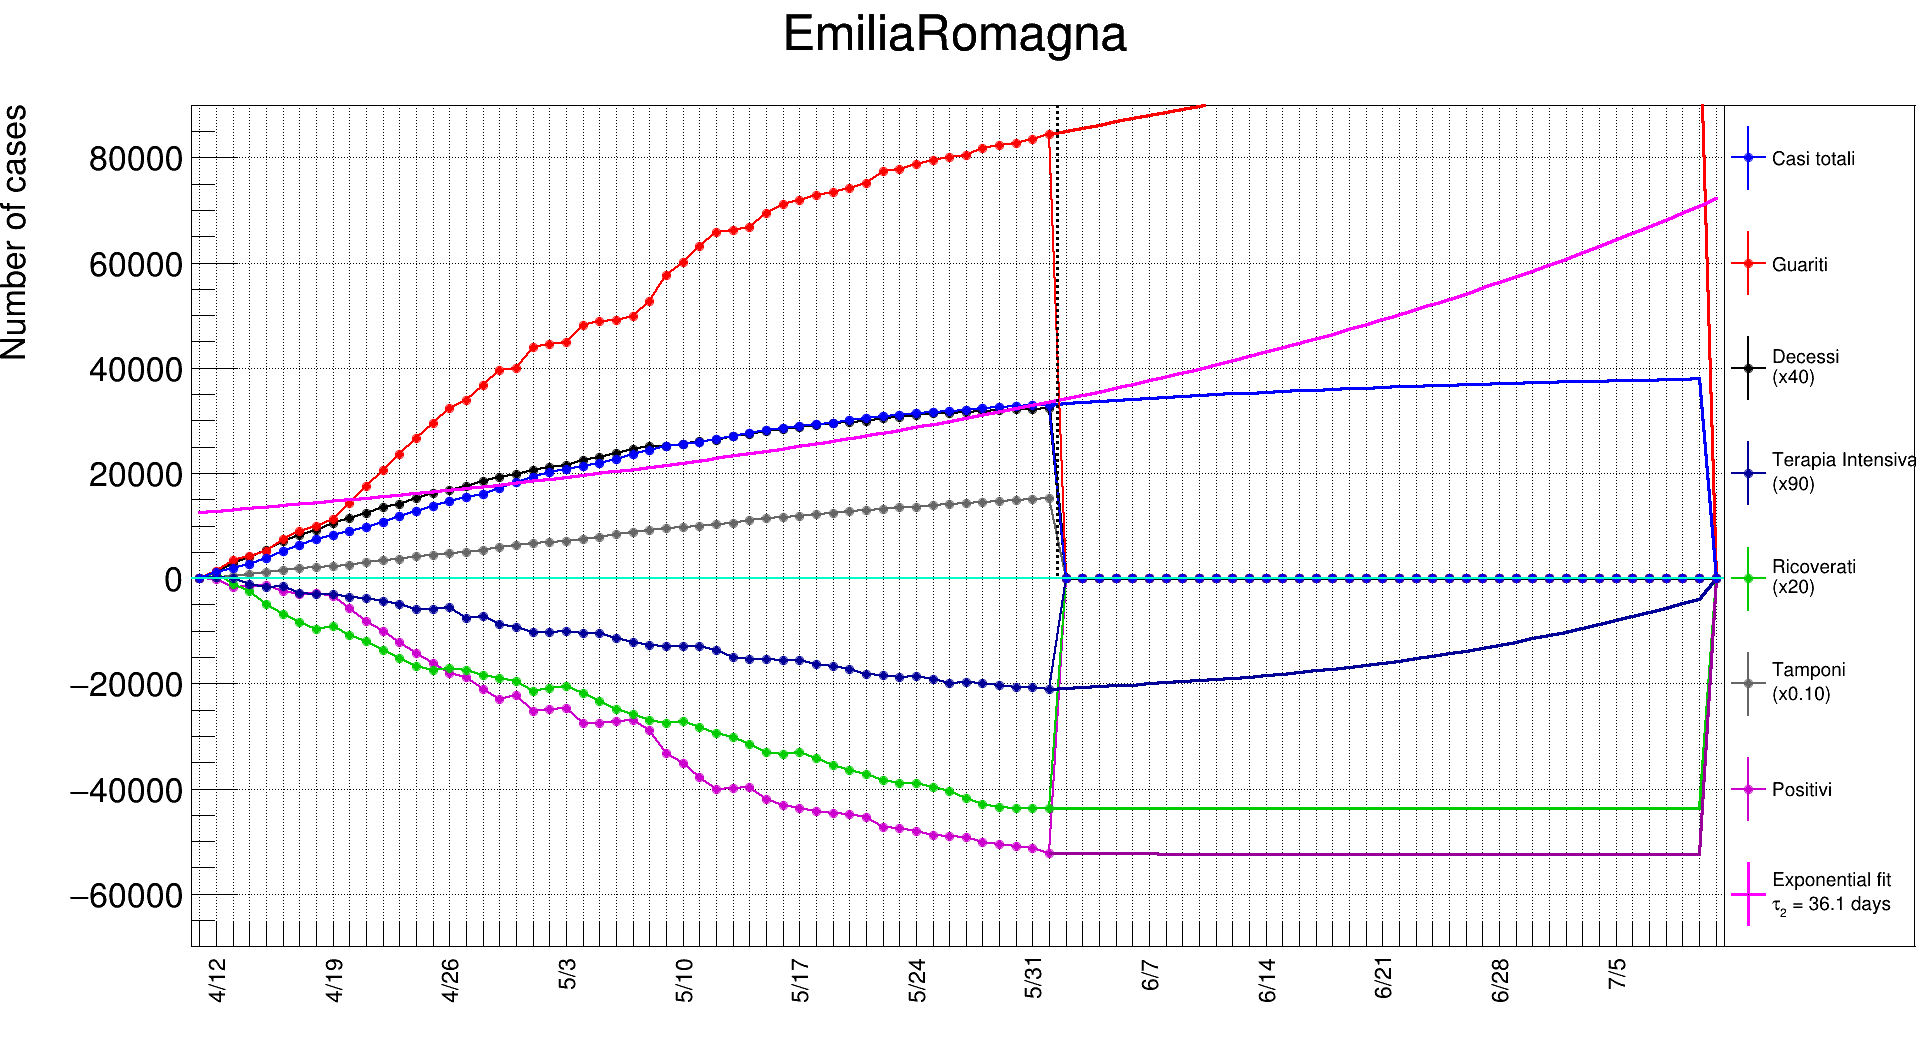 EmiliaRomagna
Number of cases
80000
60000
40000
20000
0
−20000
−40000
−60000
4/12
4/19
4/26
5/3
5/10
5/17
5/24
5/31
6/7
6/14
6/21
6/28
7/5
Casi totali
Guariti
Decessi
(x40)
Terapia Intensiva
(x90)
Ricoverati
(x20)
Tamponi
(x0.10)
Positivi
Exponential fit
τ2 = 36.1 days